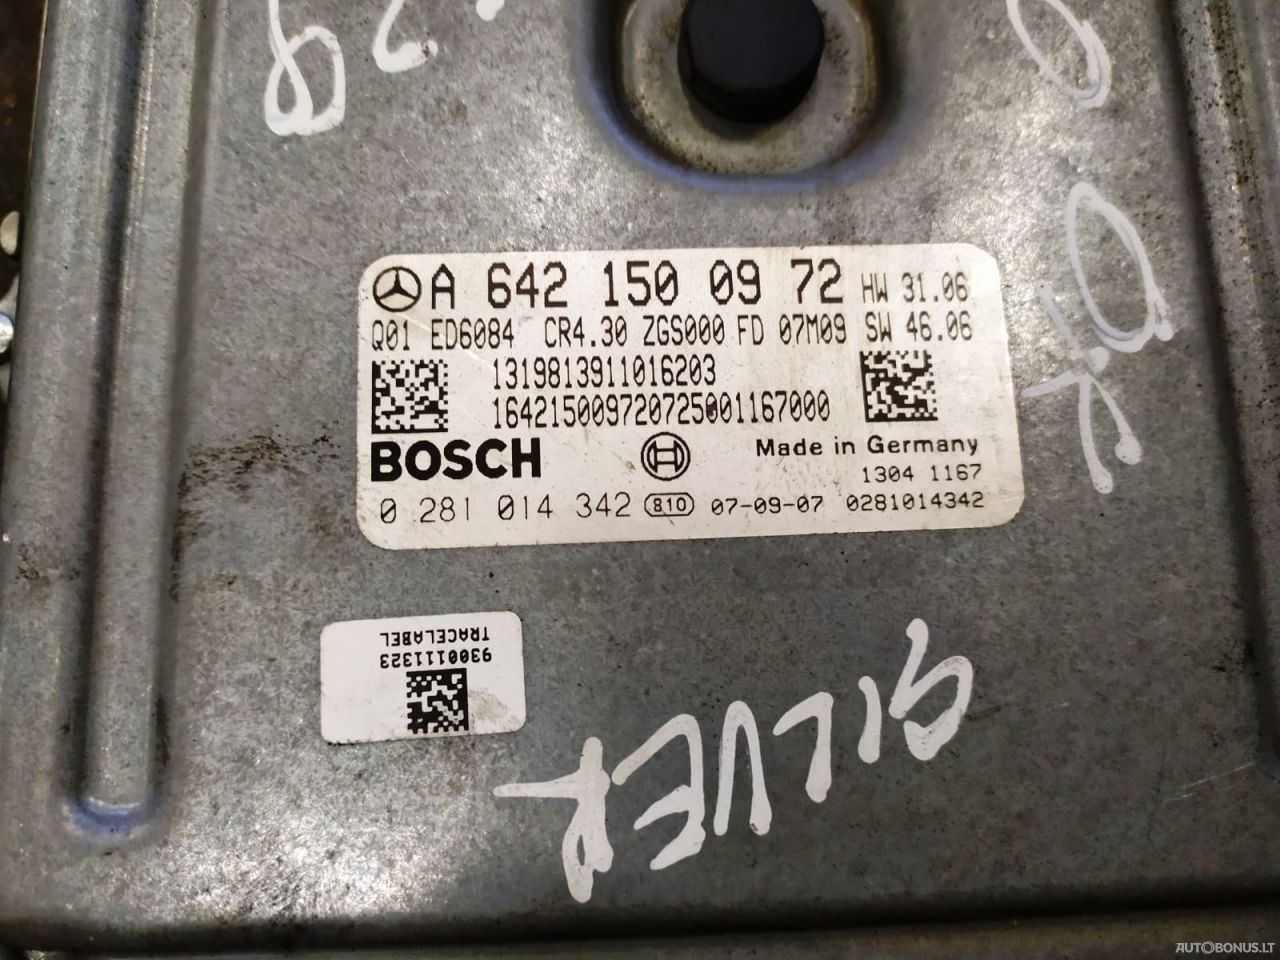 A 642 150 09 72 HW 31.06
Q01 ED6084 CR4.30 ZGS000 FD 07M09 SW 46.06
1319813911016203
164215009720725001167000
BOSCH Made in Germany
1304 1167
0 281 014 342 810 07-09-07 0281014342
9300111323
TRACELABEL
SILVER
AUTOBONUS.LT